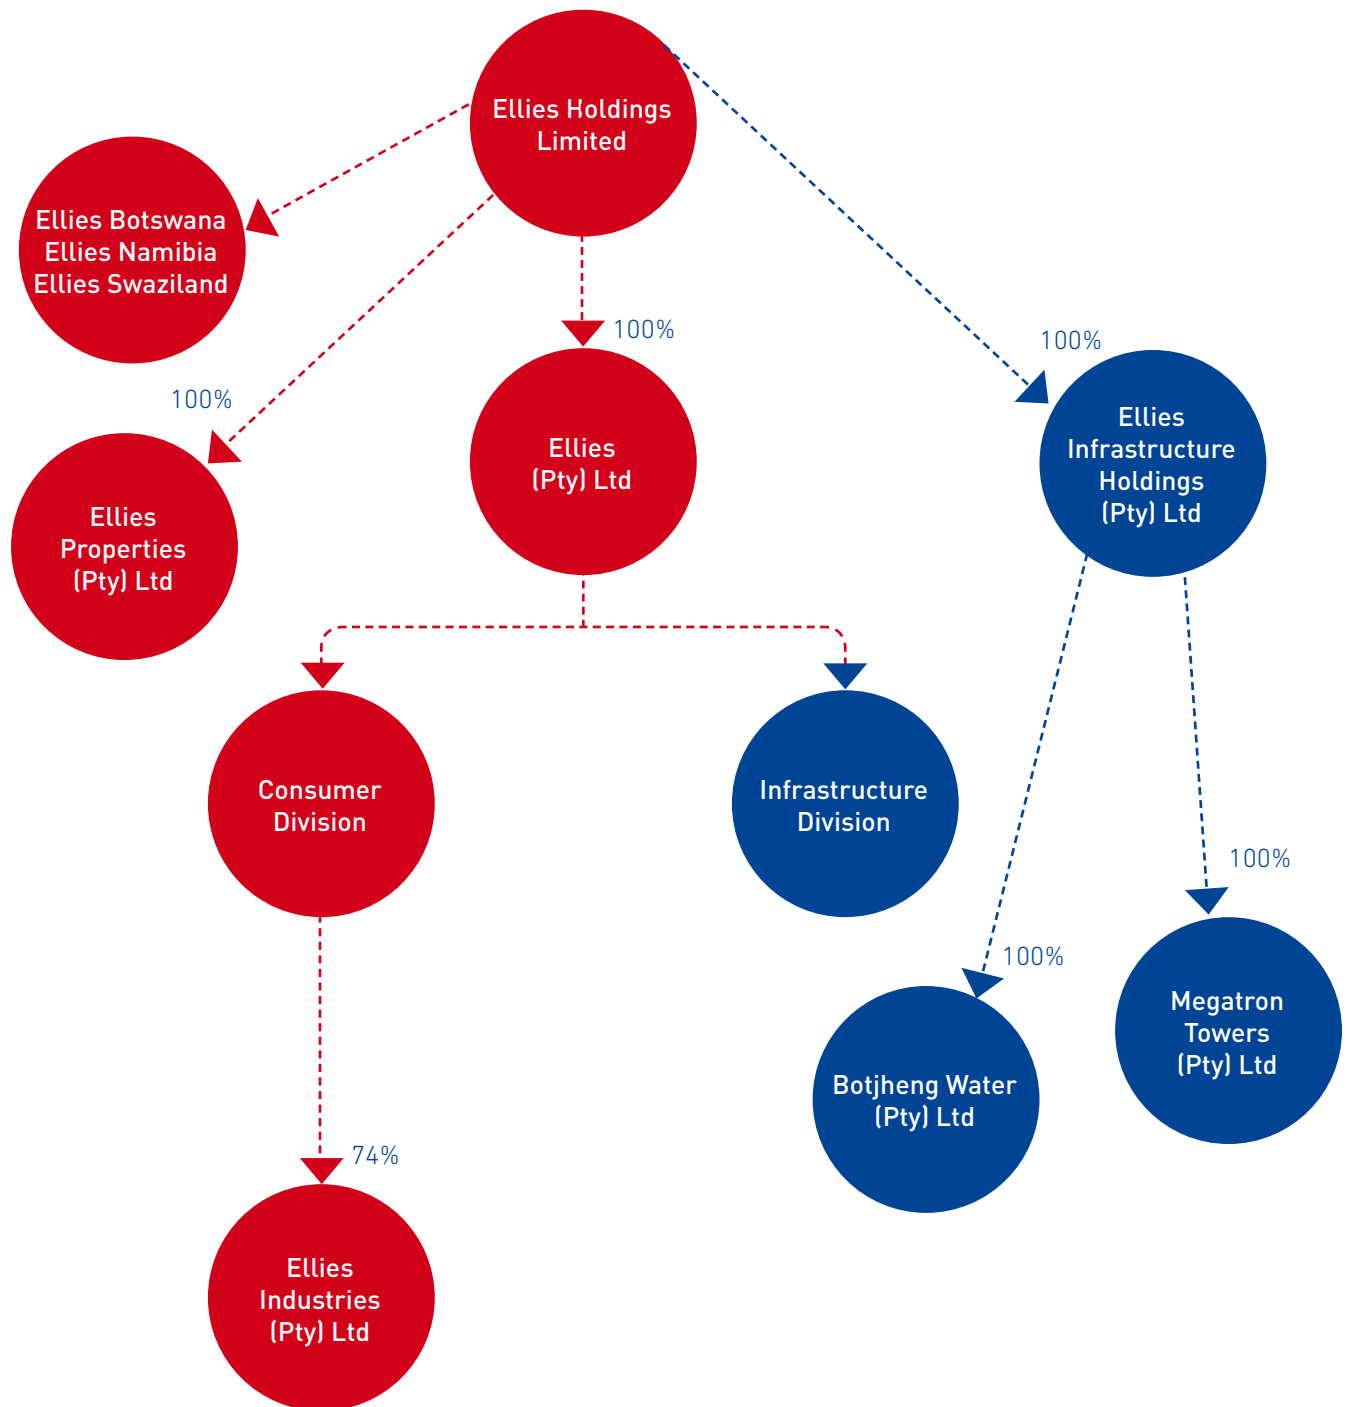 Ellies Holdings
Limited
Ellies Botswana
Ellies Namibia
Ellies Swaziland
100%
100%
100%
Ellies
Properties
(Pty) Ltd
Ellies
(Pty) Ltd
Ellies
Infrastructure
Holdings
(Pty) Ltd
Consumer
Division
Infrastructure
Division
100%
100%
Botjheng Water
(Pty) Ltd
Megatron
Towers
(Pty) Ltd
74%
Ellies
Industries
(Pty) Ltd